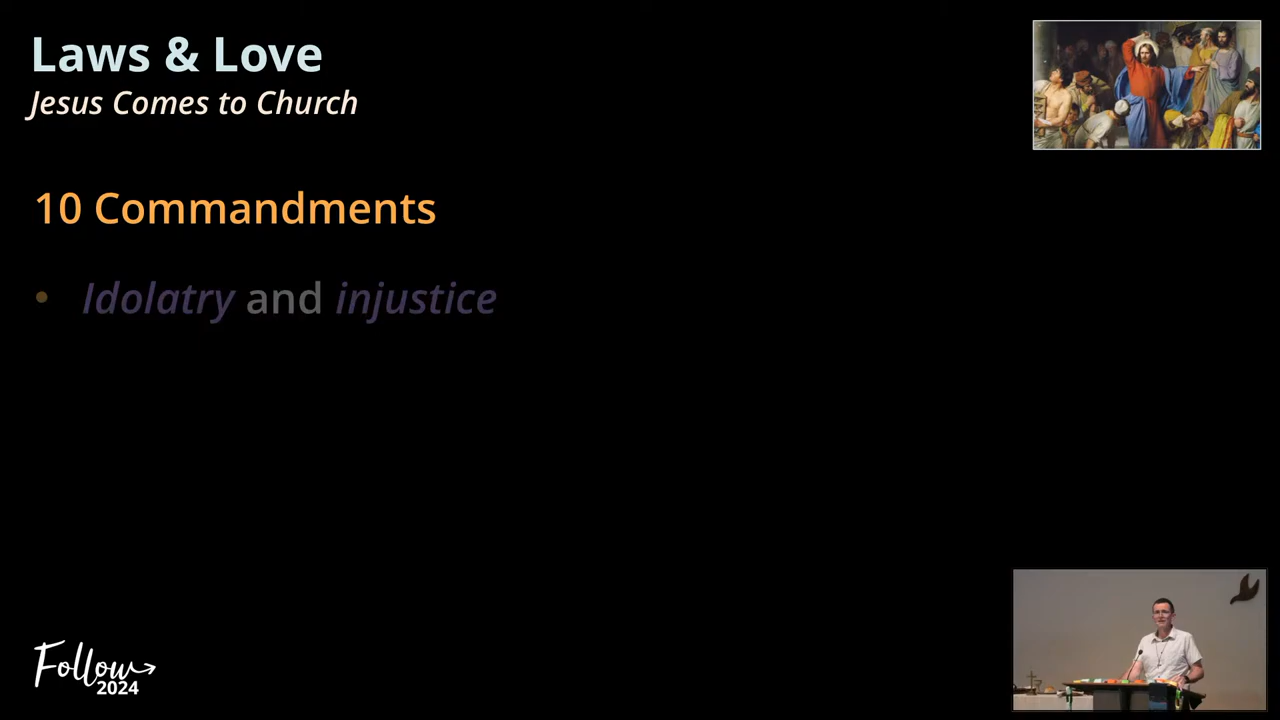 Laws & Love
Jesus Comes to Church
10 Commandments
• Idolatry and injustice
Follow
2024